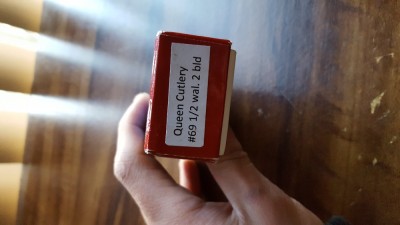 Queen Cutlery
#69 1/2 wal. 2 bld